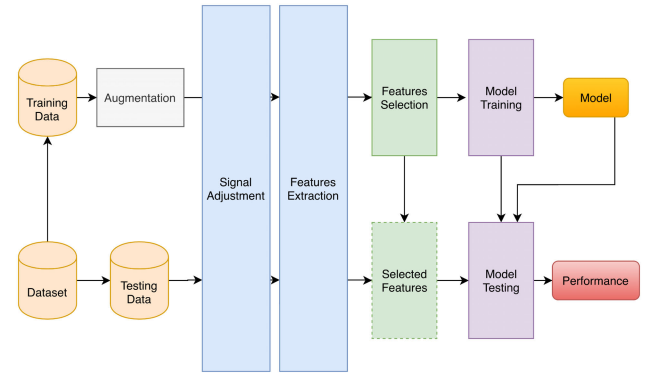 Training
Data
Augmentation
Signal
Adjustment
Features
Extraction
Features
Selection
Model
Training
Model
Dataset
Testing
Data
Selected
Features
Model
Testing
Performance